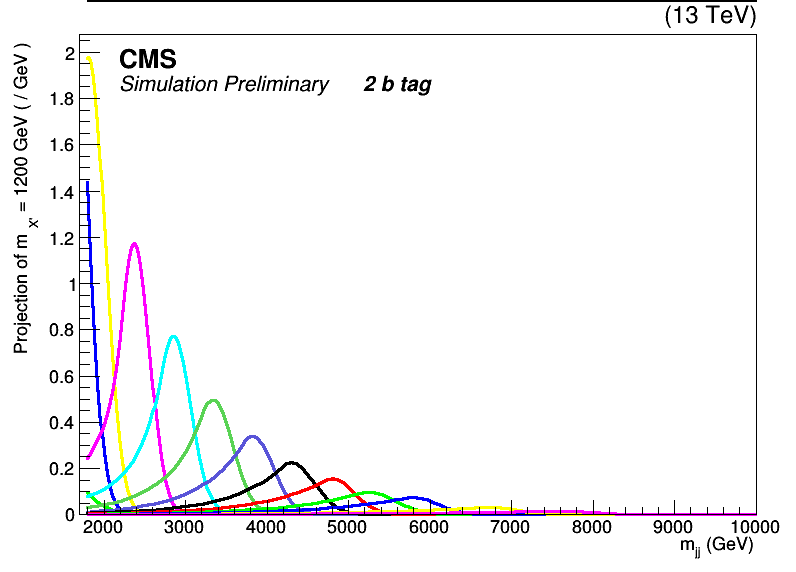 (13 TeV)
CMS
Simulation Preliminary 2 b tag
Projection of m x' = 1200 GeV ( / GeV )
2
1.8
1.6
1.4
1.2
1
0.8
0.6
0.4
0.2
0
2000 3000 4000 5000 6000 7000 8000 9000 10000
m jj (GeV)